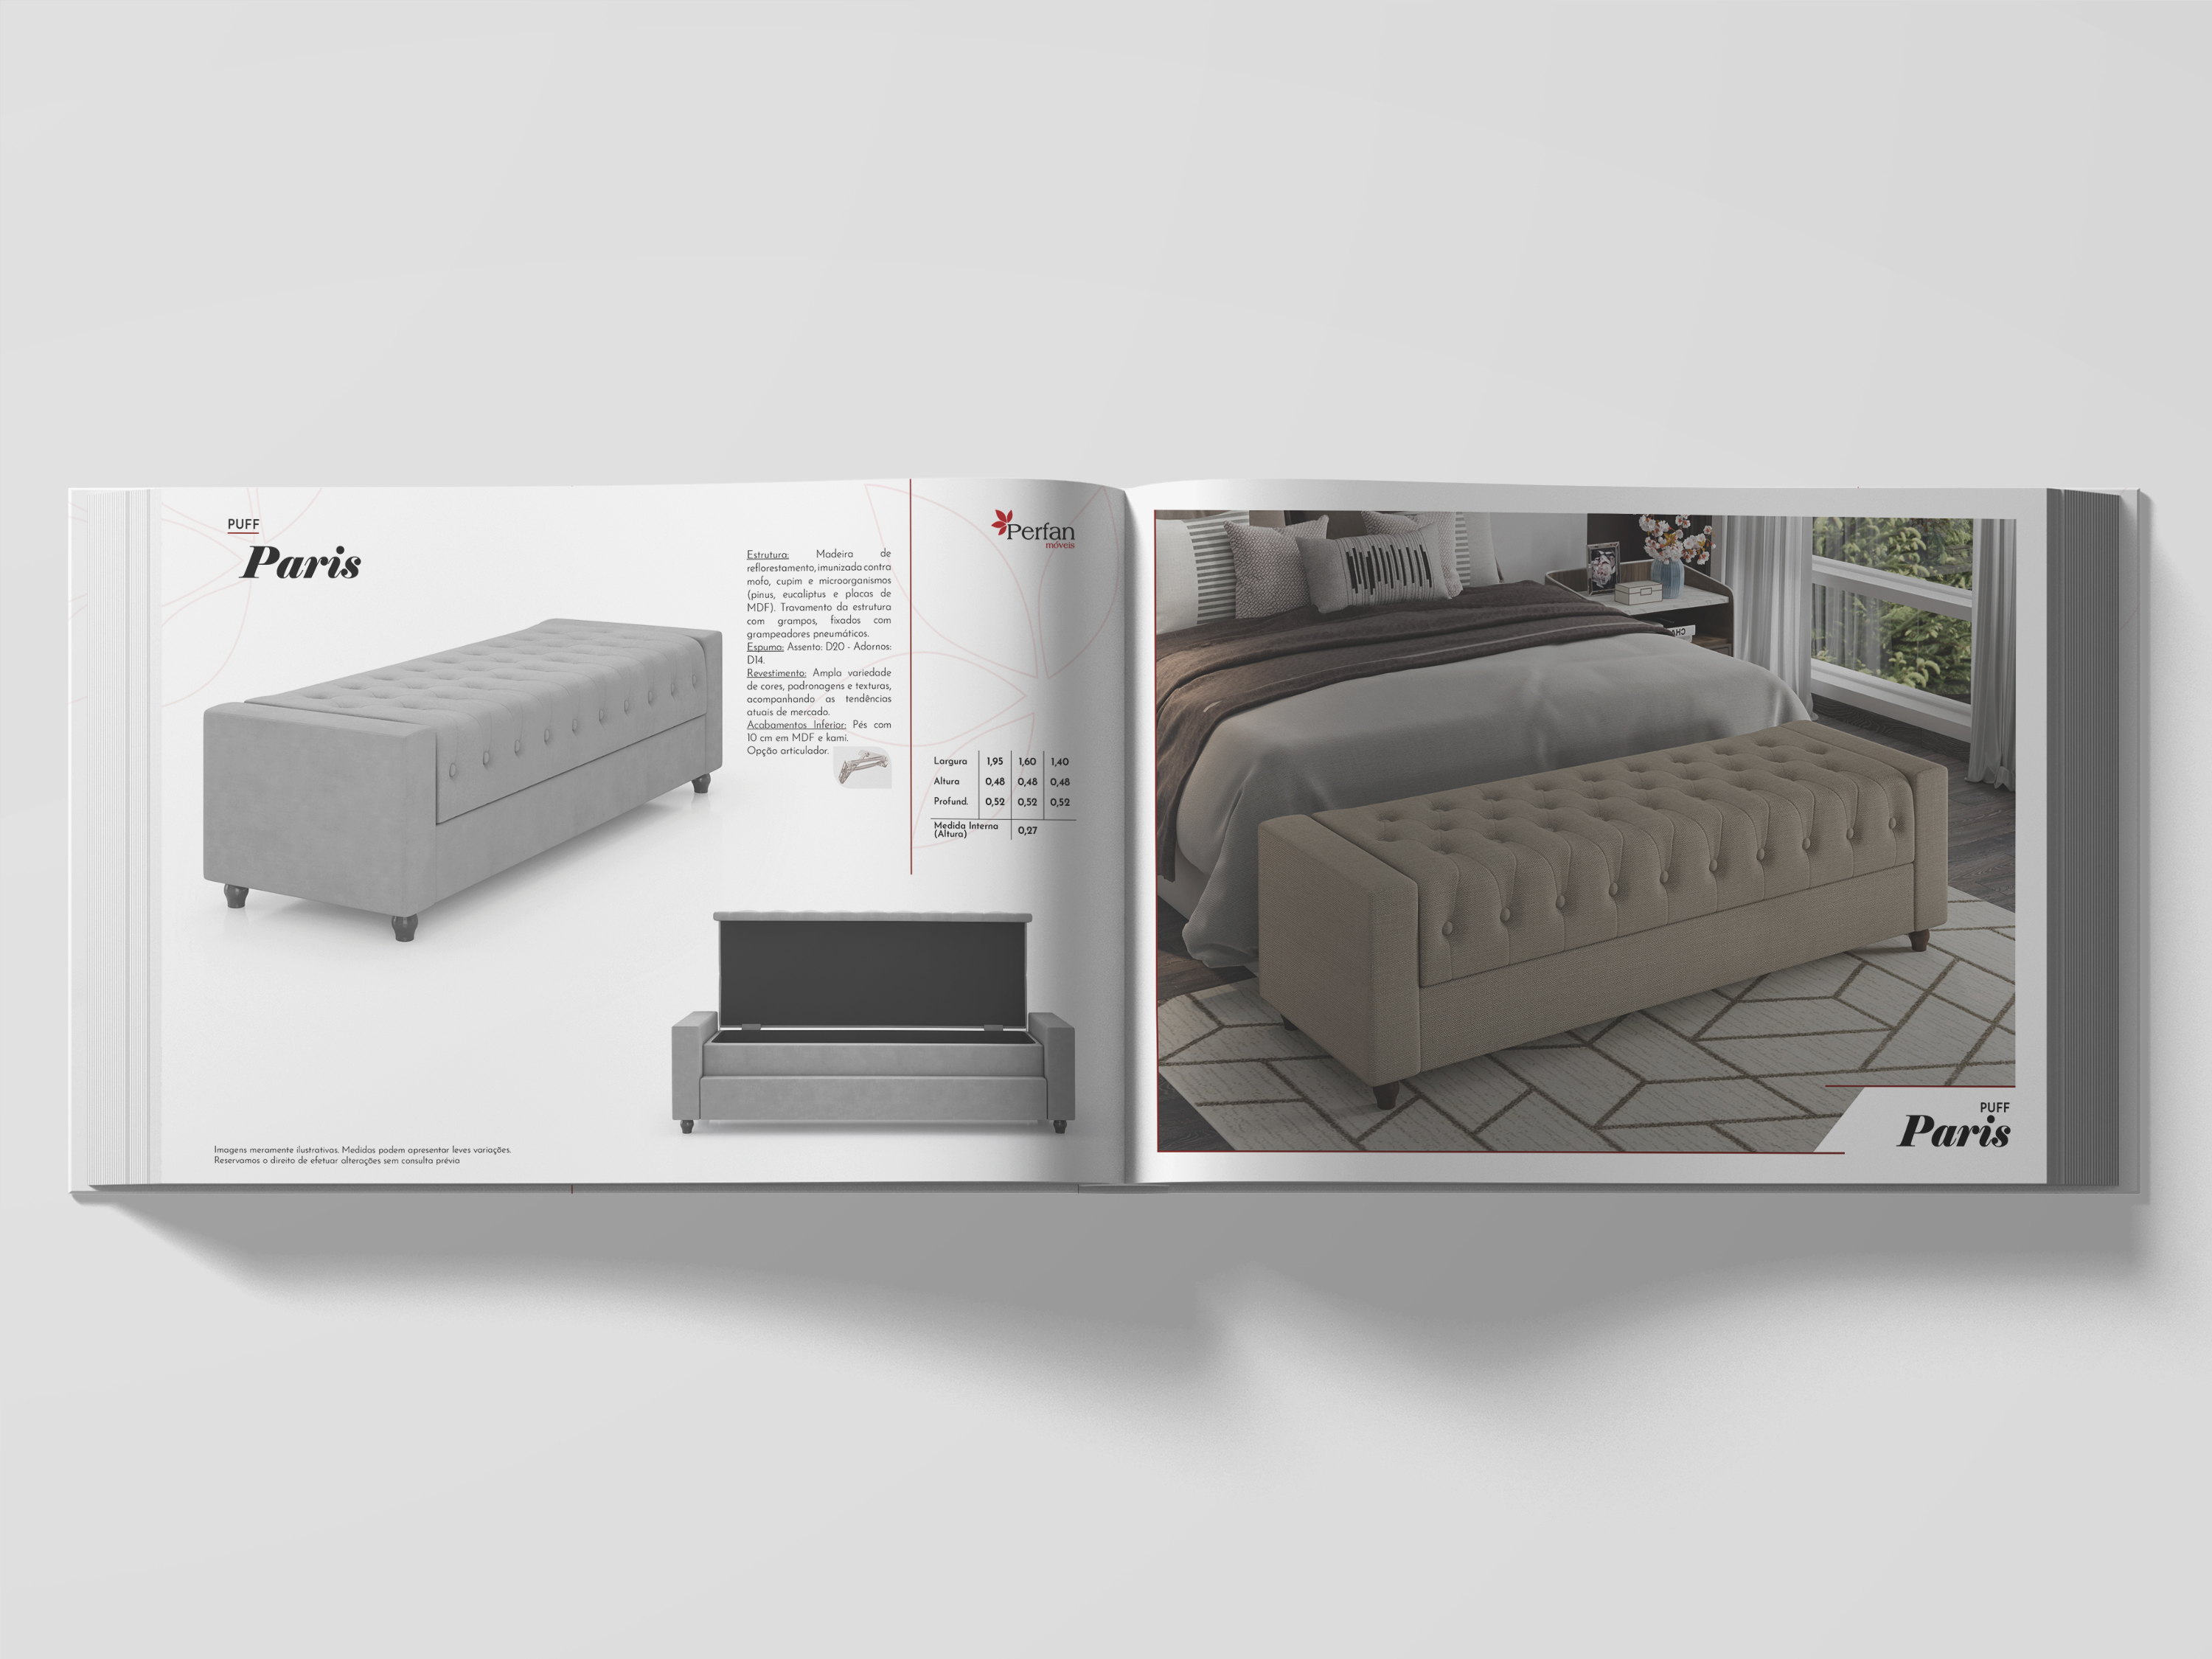 PUFF
Paris
Estrutura: Madeira de
reflorestamento, imunizada contra
mofo, cupim e microorganismos
(pinus, eucaliptus e placas de
MDF). Travamento da estrutura
com grampos, fixados com
grampeadores pneumáticos.
Espuma: Assento: D20 - Adornos:
D14.
Revestimento: Ampla variedade
de cores, padronagens e texturas,
acompanhando as tendências
atuais de mercado.
Acabamentos Inferior: Pés com
10 cm em MDF e kami.
Opção articulador.
Perfan
móveis
Largura 1,95 1,60 1,40
Altura 0,48 0,48 0,48
Profund. 0,52 0,52 0,52
Medida Interna
(Altura) 0,27
Imagens meramente ilustrativas. Medidas podem apresentar leves variações.
Reservamos o direito de efetuar alterações sem consulta prévia
PUFF
Paris